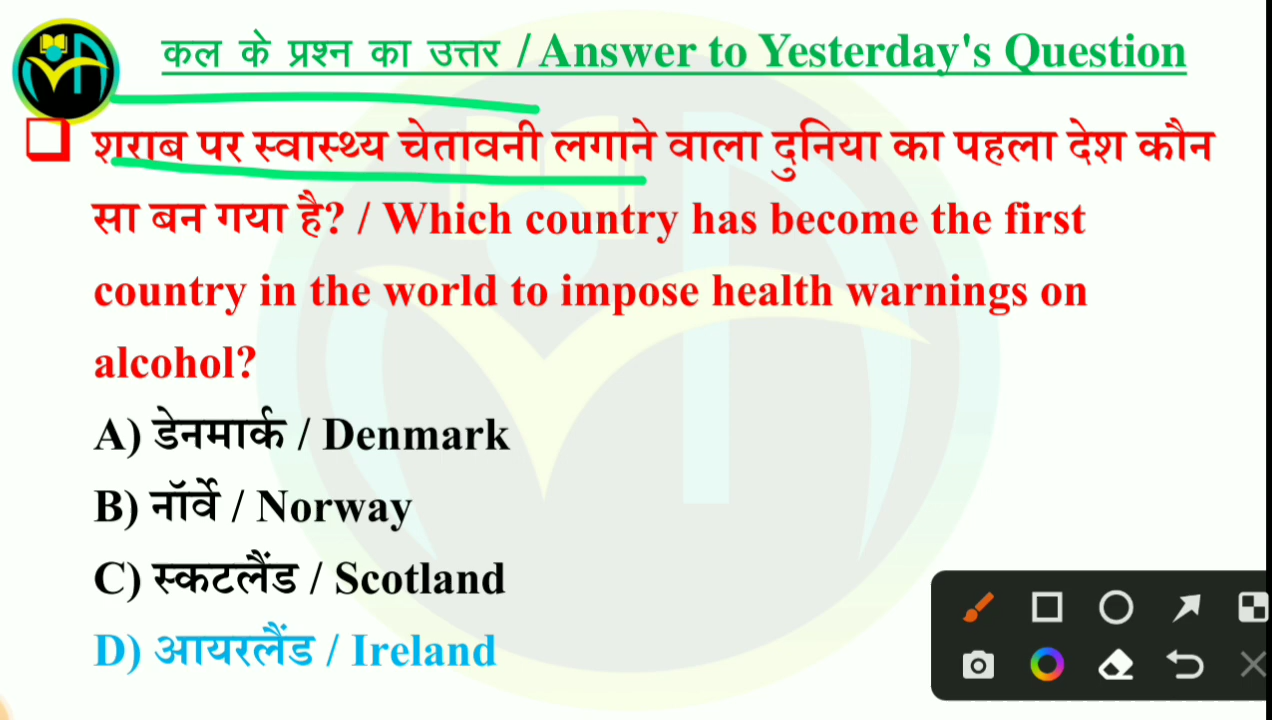 कल के प्रश्न का उत्तर / Answer to Yesterday's Question
शराब पर स्वास्थ्य चेतावनी लगाने वाला दुनिया का पहला देश कौन
सा बन गया है? / Which country has become the first
country in the world to impose health warnings on
alcohol?
A) डेनमार्क / Denmark
B) नॉर्वे / Norway
C) स्कटलैंड / Scotland
D) आयरलैंड / Ireland